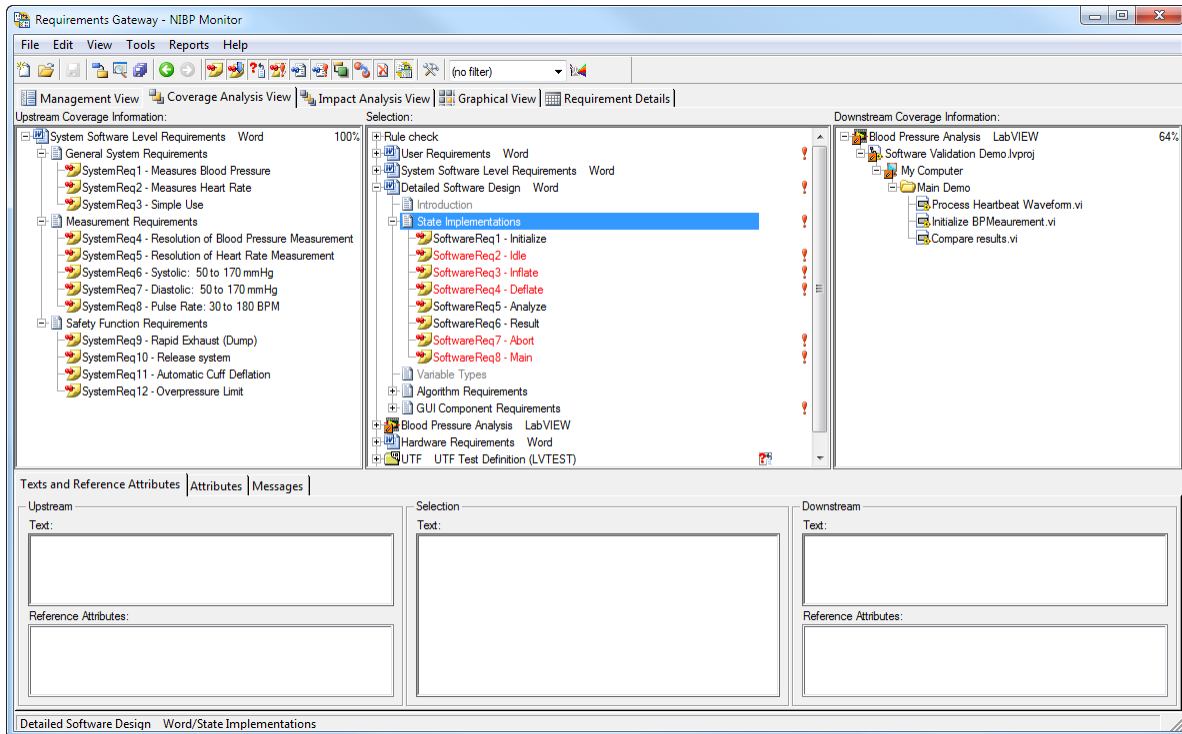 Requirements Gateway - NIBP Monitor
File Edit View Tools Reports Help
(no filter)
Management View Coverage Analysis View Impact Analysis View Graphical View Requirement Details
Upstream Coverage Information:
System Software Level Requirements Word 100%
General System Requirements
SystemReq1 - Measures Blood Pressure
SystemReq2 - Measures Heart Rate
SystemReq3 - Simple Use
Measurement Requirements
SystemReq4 - Resolution of Blood Pressure Measurement
SystemReq5 - Resolution of Heart Rate Measurement
SystemReq6 - Systolic: 50 to 170 mmHg
SystemReq7 - Diastolic: 50 to 170 mmHg
SystemReq8 - Pulse Rate: 30 to 180 BPM
Safety Function Requirements
SystemReq9 - Rapid Exhaust (Dump)
SystemReq10 - Release system
SystemReq11 - Automatic Cuff Deflation
SystemReq12 - Overpressure Limit
Selection:
Rule check
User Requirements Word
System Software Level Requirements Word
Detailed Software Design Word
Introduction
State Implementations
SoftwareReq1 - Initialize
SoftwareReq2 - Idle
SoftwareReq3 - Inflate
SoftwareReq4 - Deflate
SoftwareReq5 - Analyze
SoftwareReq6 - Result
SoftwareReq7 - Abort
SoftwareReq8 - Main
Variable Types
Algorithm Requirements
GUI Component Requirements
Blood Pressure Analysis LabVIEW
Hardware Requirements Word
UTF UTF Test Definition (LVTEST)
Downstream Coverage Information:
Blood Pressure Analysis LabVIEW 64%
Software Validation Demo.lvproj
My Computer
Main Demo
Process Heartbeat Waveform.vi
Initialize BPMeaurement.vi
Compare results.vi
Texts and Reference Attributes Attributes Messages
Upstream
Text:
Reference Attributes:
Selection
Text:
Downstream
Text:
Reference Attributes:
Detailed Software Design Word/State Implementations